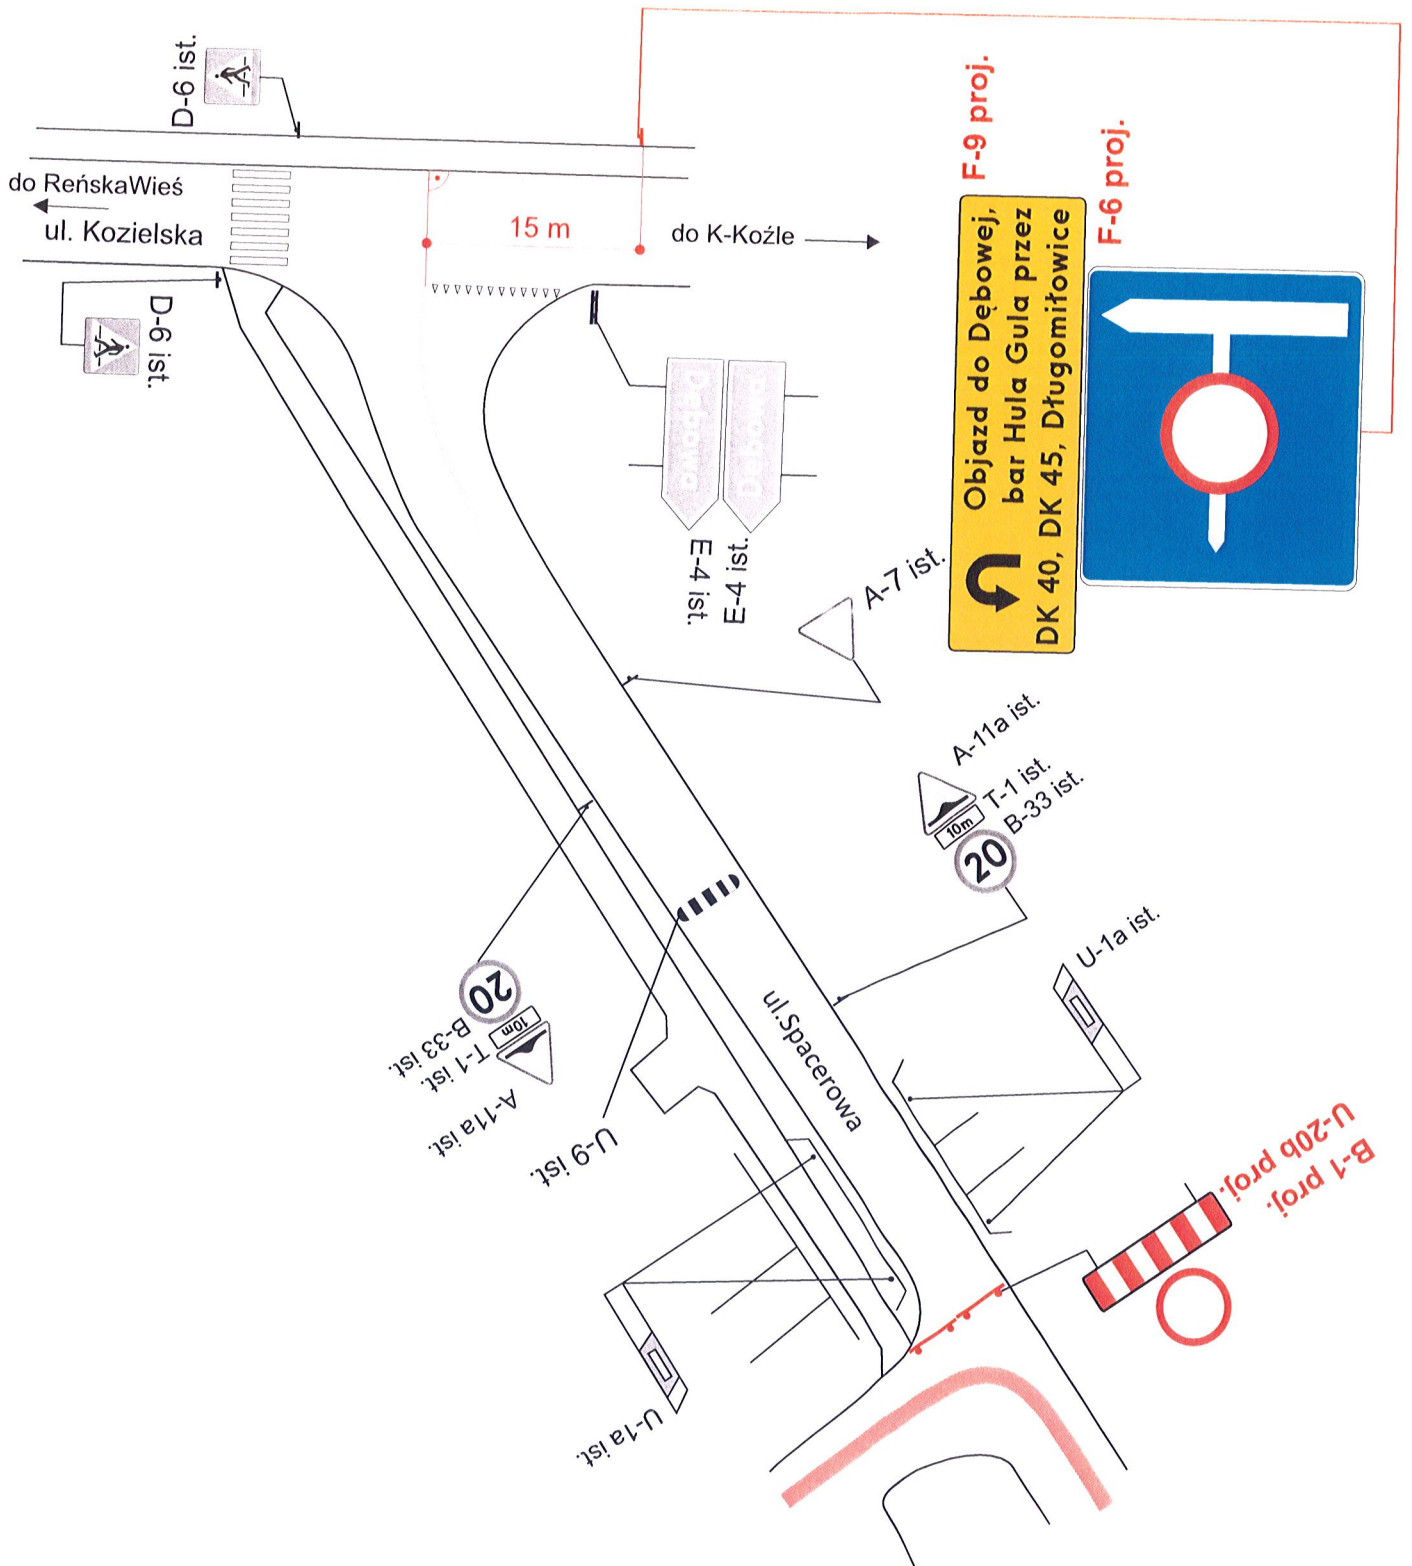 D-6 ist.
do ReńskaWieś
ul. Kozielska
15 m
do K-Koźle
D-6 ist.
F-9 proj.
F-6 proj.
Objazd do Dębowej,
bar Hula Gula przez
DK 40, DK 45, Długomiłowice
Dębowa
Dębowa
E-4 ist.
E-4 ist.
A-7 ist.
A-11a ist.
T-1 ist.
B-33 ist.
10m
20
U-1a ist.
ul.Spacerowa
20
10m
B-33 ist.
T-1 ist.
A-11a ist.
U-9 ist.
B-1 proj.
U-20b proj.
U-1a ist.